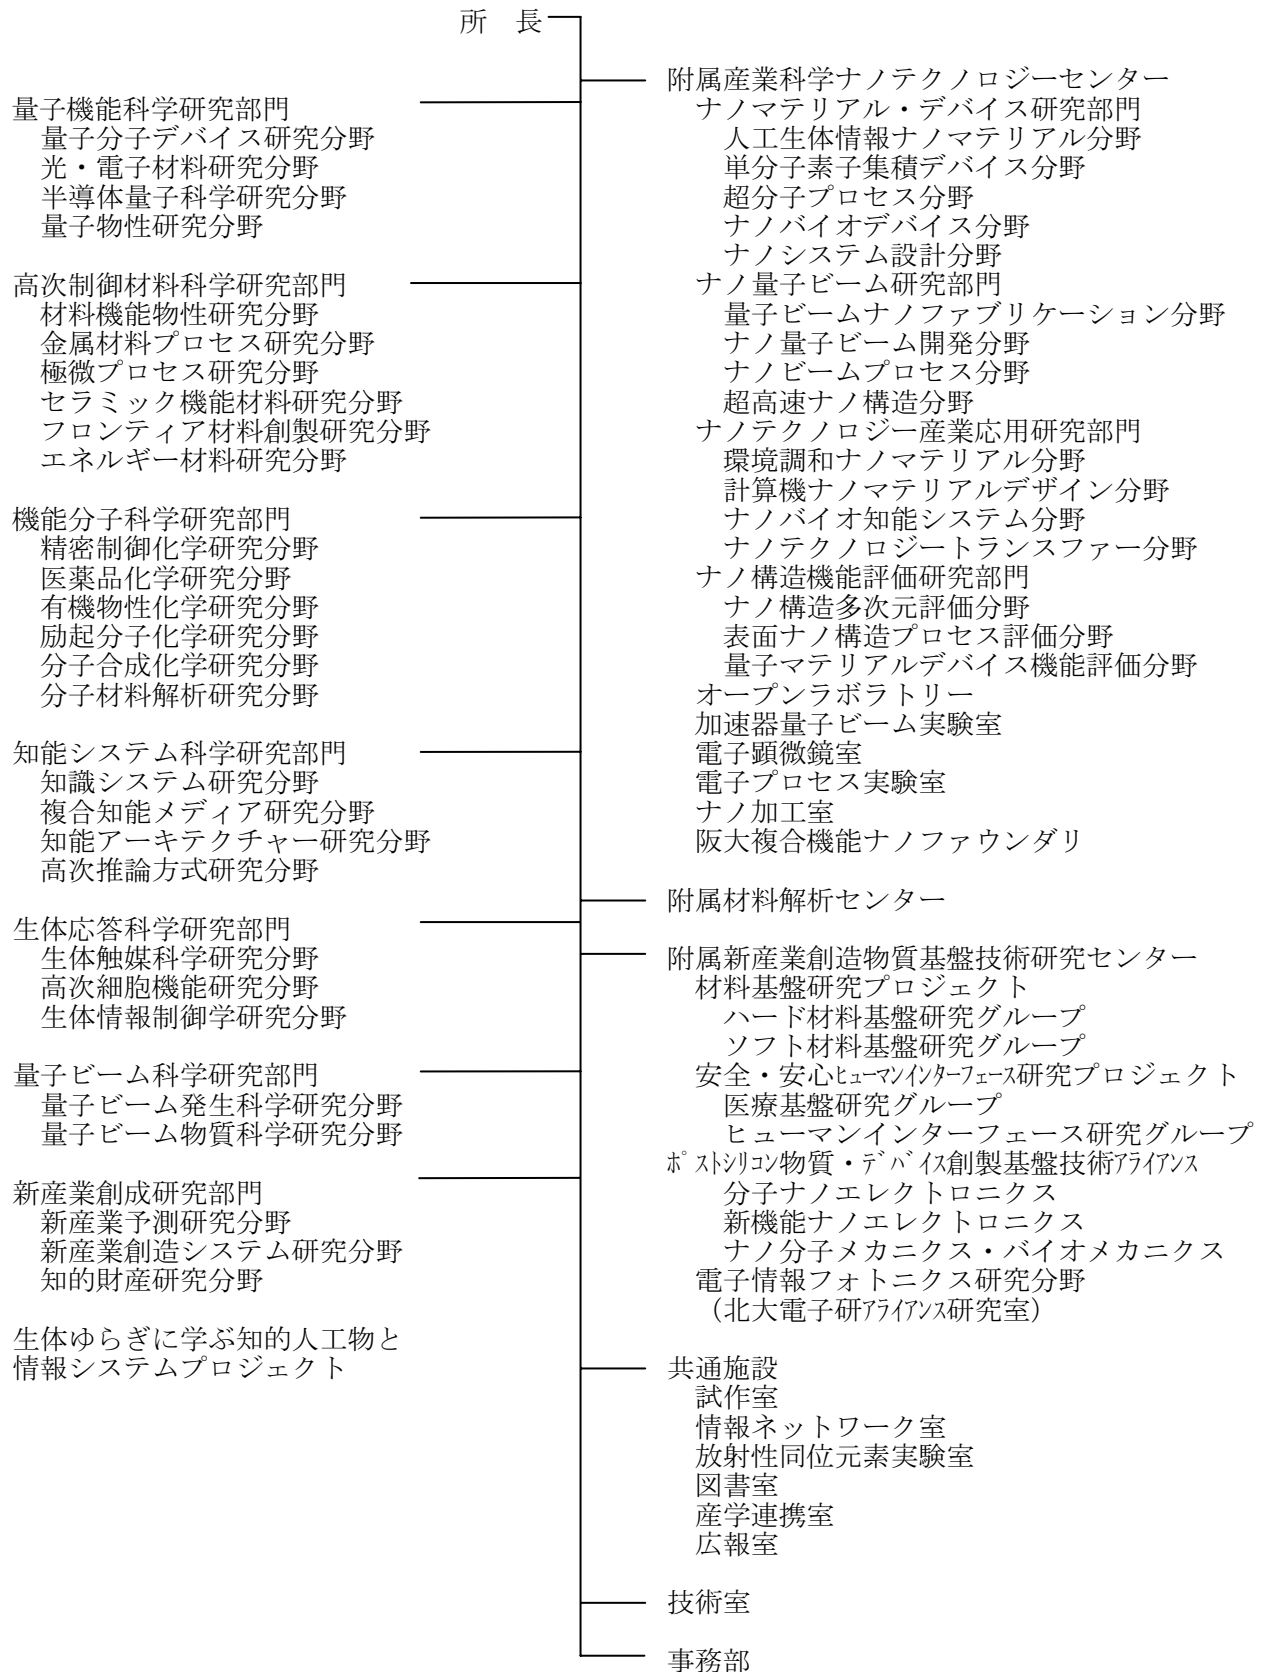 所　長
量子機能科学研究部門
量子分子デバイス研究分野
光・電子材料研究分野
半導体量子科学研究分野
量子物性研究分野
高次制御材料科学研究部門
材料機能物性研究分野
金属材料プロセス研究分野
極微プロセス研究分野
セラミック機能材料研究分野
フロンティア材料創製研究分野
エネルギー材料研究分野
機能分子科学研究部門
精密制御化学研究分野
医薬品化学研究分野
有機物性化学研究分野
励起分子化学研究分野
分子合成化学研究分野
分子材料解析研究分野
知能システム科学研究部門
知識システム研究分野
複合知能メディア研究分野
知能アーキテクチャー研究分野
高次推論方式研究分野
生体応答科学研究部門
生体触媒科学研究分野
高次細胞機能研究分野
生体情報制御学研究分野
量子ビーム科学研究部門
量子ビーム発生科学研究分野
量子ビーム物質科学研究分野
新産業創成研究部門
新産業予測研究分野
新産業創造システム研究分野
知的財産研究分野
生体ゆらぎに学ぶ知的人工物と
情報システムプロジェクト
附属産業科学ナノテクノロジーセンター
ナノマテリアル・デバイス研究部門
人工生体情報ナノマテリアル分野
単分子素子集積デバイス分野
超分子プロセス分野
ナノバイオデバイス分野
ナノシステム設計分野
ナノ量子ビーム研究部門
量子ビームナノファブリケーション分野
ナノ量子ビーム開発分野
ナノビームプロセス分野
超高速ナノ構造分野
ナノテクノロジー産業応用研究部門
環境調和ナノマテリアル分野
計算機ナノマテリアルデザイン分野
ナノバイオ知能システム分野
ナノテクノロジートランスファー分野
ナノ構造機能評価研究部門
ナノ構造多次元評価分野
表面ナノ構造プロセス評価分野
量子マテリアルデバイス機能評価分野
オープンラボラトリー
加速器量子ビーム実験室
電子顕微鏡室
電子プロセス実験室
ナノ加工室
阪大複合機能ナノファウンダリ
附属材料解析センター
附属新産業創造物質基盤技術研究センター
材料基盤研究プロジェクト
ハード材料基盤研究グループ
ソフト材料基盤研究グループ
安全・安心ﾋｭｰﾏﾝｲﾝﾀｰﾌｪｰｽ研究プロジェクト
医療基盤研究グループ
ヒューマンインターフェース研究グループ
ﾎﾟｽﾄｼﾘｺﾝ物質・ﾃﾞﾊﾞｲｽ創製基盤技術ｱﾗｲｱﾝｽ
分子ナノエレクトロニクス
新機能ナノエレクトロニクス
ナノ分子メカニクス・バイオメカニクス
電子情報フォトニクス研究分野
（北大電子研ｱﾗｲｱﾝｽ研究室）
共通施設
試作室
情報ネットワーク室
放射性同位元素実験室
図書室
産学連携室
広報室
技術室
事務部